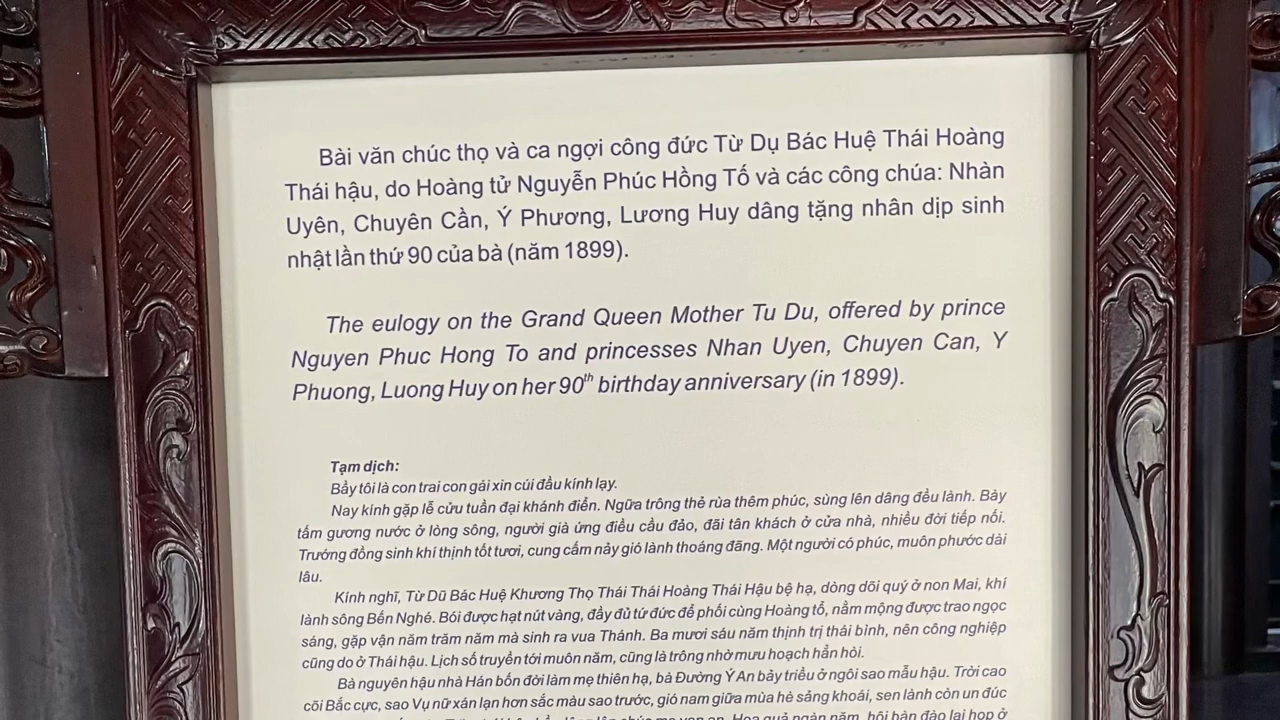 Bài văn chúc thọ và ca ngợi công đức Từ Dụ Bác Huệ Thái Hoàng
Thái hậu, do Hoàng tử Nguyễn Phúc Hồng Tố và các công chúa: Nhàn
Uyên, Chuyên Cần, Ý Phương, Lương Huy dâng tặng nhân dịp sinh
nhật lần thứ 90 của bà (năm 1899).
The eulogy on the Grand Queen Mother Tu Du, offered by prince
Nguyen Phuc Hong To and princesses Nhan Uyen, Chuyen Can, Y
Phuong, Luong Huy on her 90th birthday anniversary (in 1899).
Tạm dịch:
Bầy tôi là con trai con gái xin cúi đầu kính lạy.
Nay kính gặp lễ cửu tuần đại khánh điển. Ngữa trông thẻ rùa thêm phúc, sùng lên dâng đều lành. Bày
tấm gương nước ở lòng sông, người già ứng điều cầu đảo, đãi tân khách ở cửa nhà, nhiều đời tiếp nối.
Trướng đồng sinh khí thịnh tốt tươi, cung cấm nảy gió lành thoáng đãng. Một người có phúc, muôn phước dài
lâu.
Kính nghĩ, Từ Dũ Bác Huệ Khương Thọ Thái Thái Hoàng Thái Hậu bệ hạ, dòng dõi quý ở non Mai, khí
lành sông Bến Nghé. Bói được hạt nút vàng, đầy đủ tứ đức để phối cùng Hoàng tổ, nằm mộng được trao ngọc
sáng, gặp vận năm trăm năm mà sinh ra vua Thánh. Ba mươi sáu năm thịnh trị thái bình, nên công nghiệp
cũng do ở Thái hậu. Lịch số truyền tới muôn năm, cũng là trông nhờ mưu hoạch hẳn hòi.
Bà nguyên hậu nhà Hán bốn đời làm mẹ thiên hạ, bà Đường Ý An bảy triều ở ngôi sao mẫu hậu. Trời cao
cõi Bắc cực, sao Vụ nữ xán lạn hơn sắc màu sao trước, gió nam giữa mùa hè sảng khoái, sen lành còn un đúc